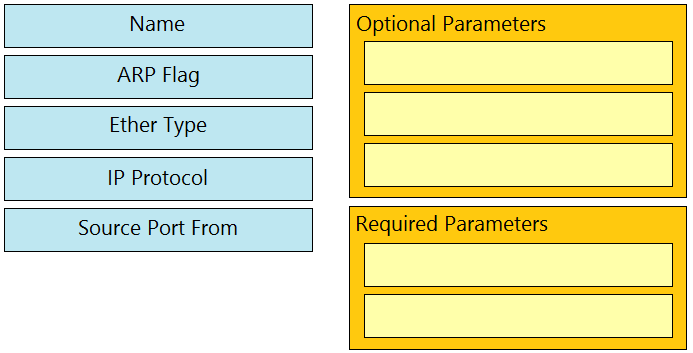 Name
ARP Flag
Ether Type
IP Protocol
Source Port From
Optional Parameters
Required Parameters